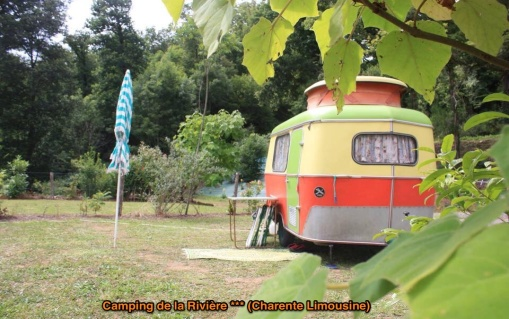 Camping de la Rivière *** (Charente Limousine)